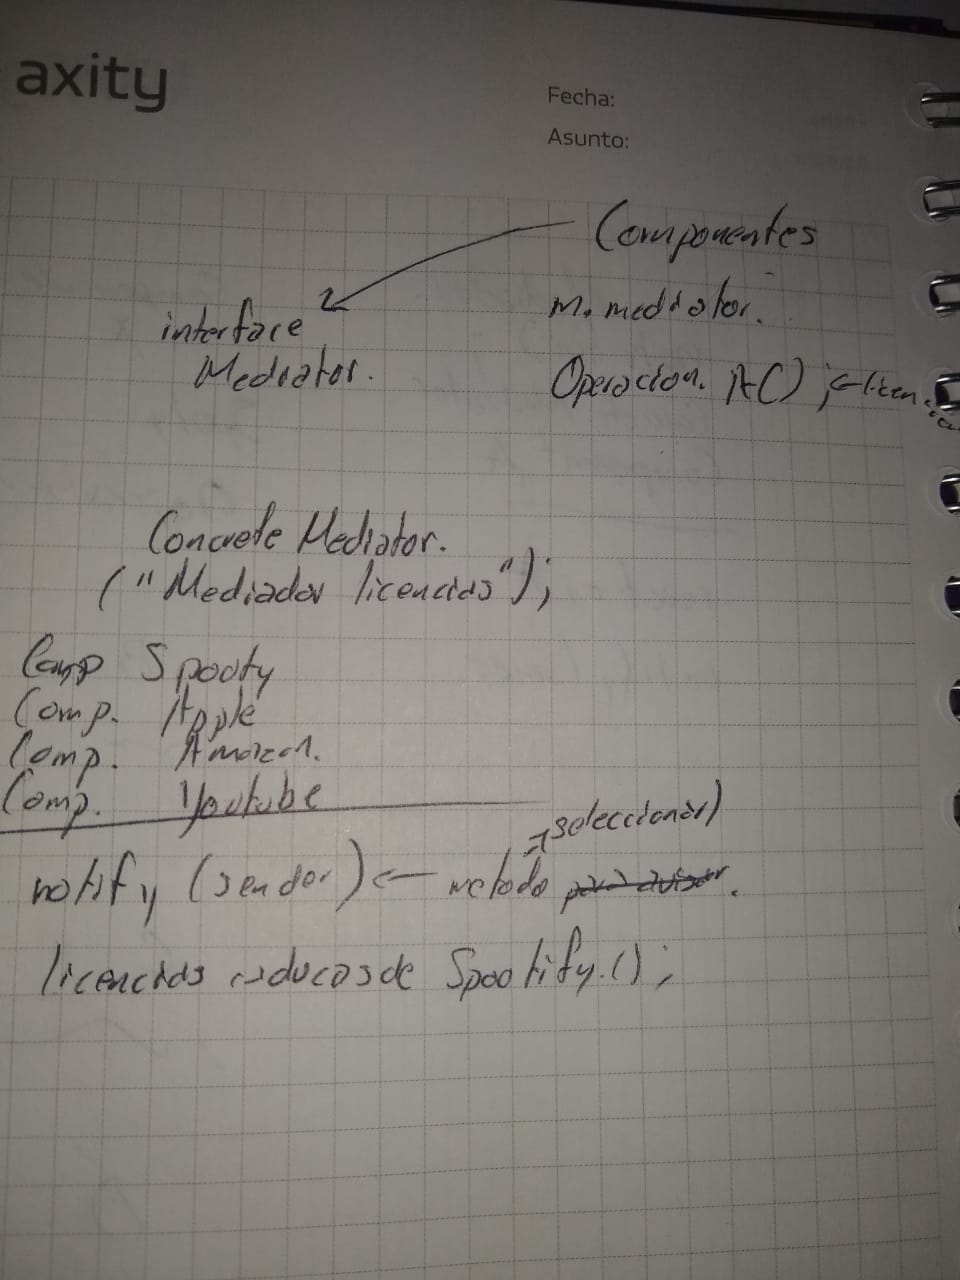 axity
Fecha:
Asunto:
Componentes
m. mediator.
Operacion. A() ; ← licen..
interface
Mediator.
Concrete Mediator.
("Mediador licencias");
Comp Spooty
Comp. Apple
Comp. Amazon.
Comp. Youtube
→ seleccionar)
notify (sender) ← metodo para avisar.
licencias caducas de Spootify.();